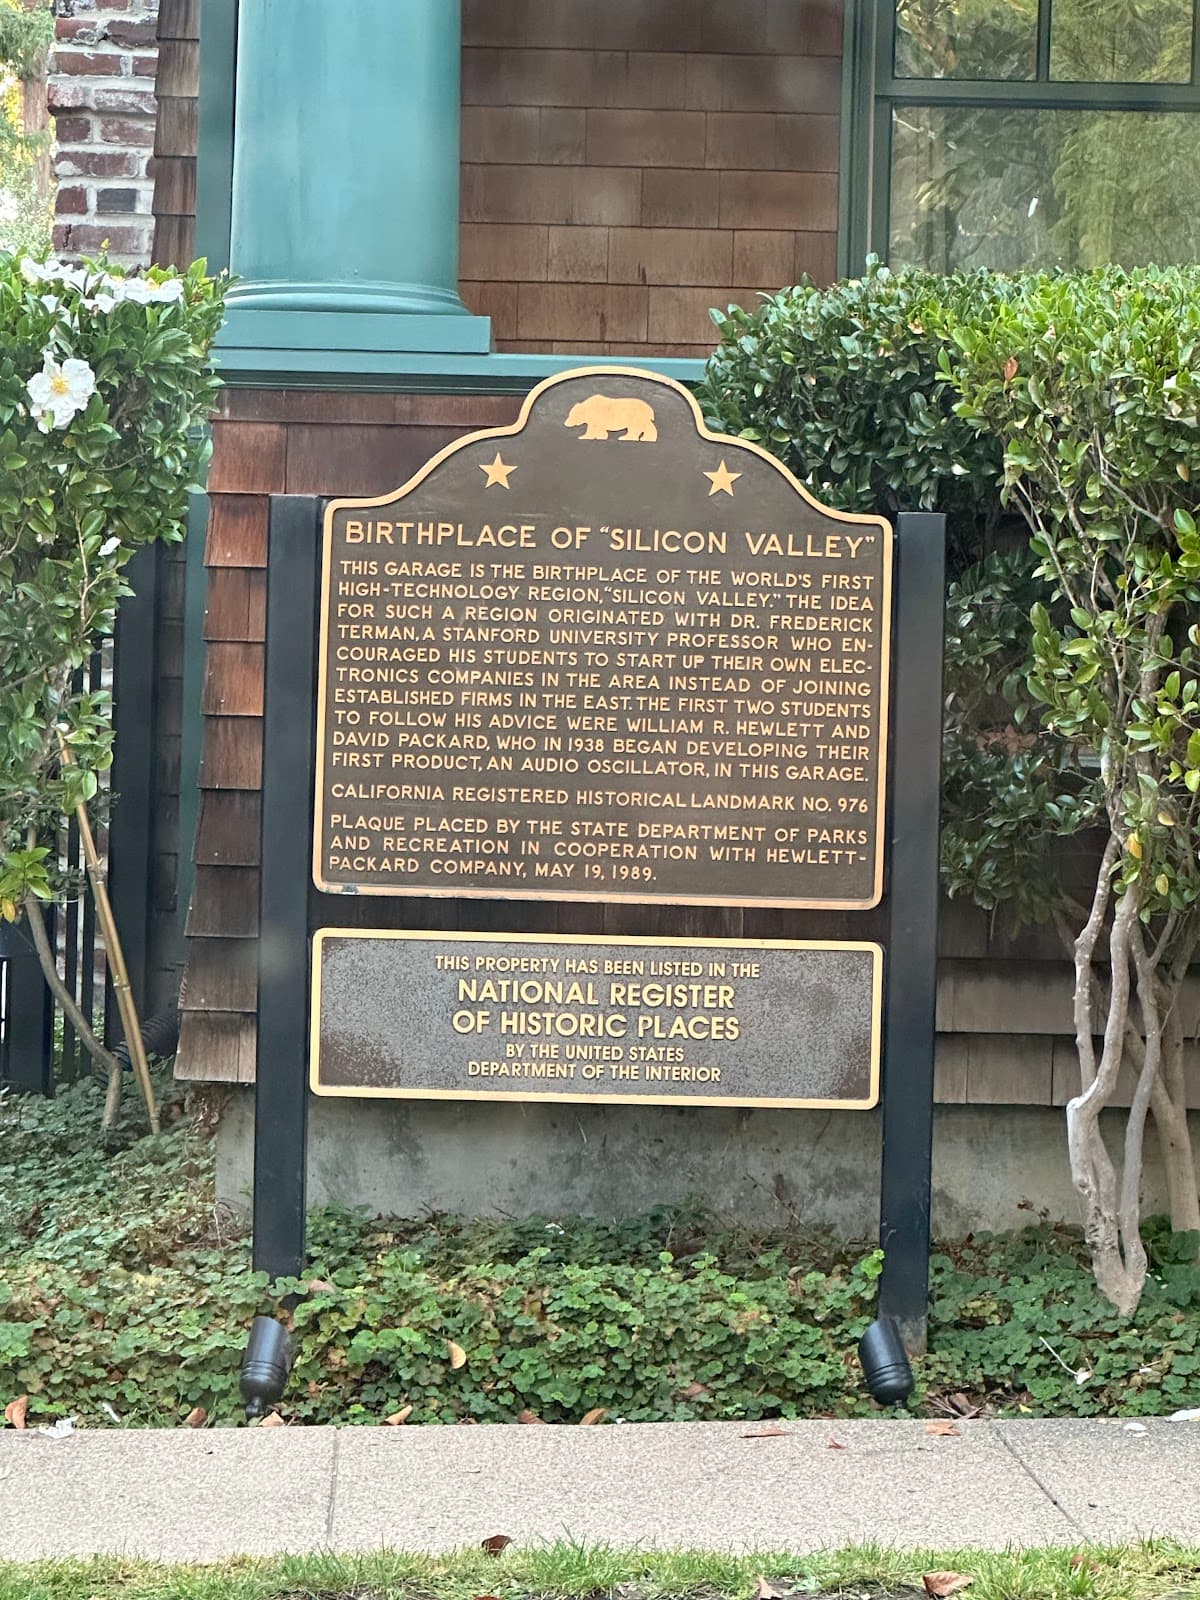 BIRTHPLACE OF "SILICON VALLEY"
THIS GARAGE IS THE BIRTHPLACE OF THE WORLD'S FIRST
HIGH-TECHNOLOGY REGION, "SILICON VALLEY." THE IDEA
FOR SUCH A REGION ORIGINATED WITH DR. FREDERICK
TERMAN, A STANFORD UNIVERSITY PROFESSOR WHO EN-
COURAGED HIS STUDENTS TO START UP THEIR OWN ELEC-
TRONICS COMPANIES IN THE AREA INSTEAD OF JOINING
ESTABLISHED FIRMS IN THE EAST. THE FIRST TWO STUDENTS
TO FOLLOW HIS ADVICE WERE WILLIAM R. HEWLETT AND
DAVID PACKARD, WHO IN 1938 BEGAN DEVELOPING THEIR
FIRST PRODUCT, AN AUDIO OSCILLATOR, IN THIS GARAGE.
CALIFORNIA REGISTERED HISTORICAL LANDMARK NO. 976
PLAQUE PLACED BY THE STATE DEPARTMENT OF PARKS
AND RECREATION IN COOPERATION WITH HEWLETT-
PACKARD COMPANY, MAY 19, 1989.
THIS PROPERTY HAS BEEN LISTED IN THE
NATIONAL REGISTER
OF HISTORIC PLACES
BY THE UNITED STATES
DEPARTMENT OF THE INTERIOR